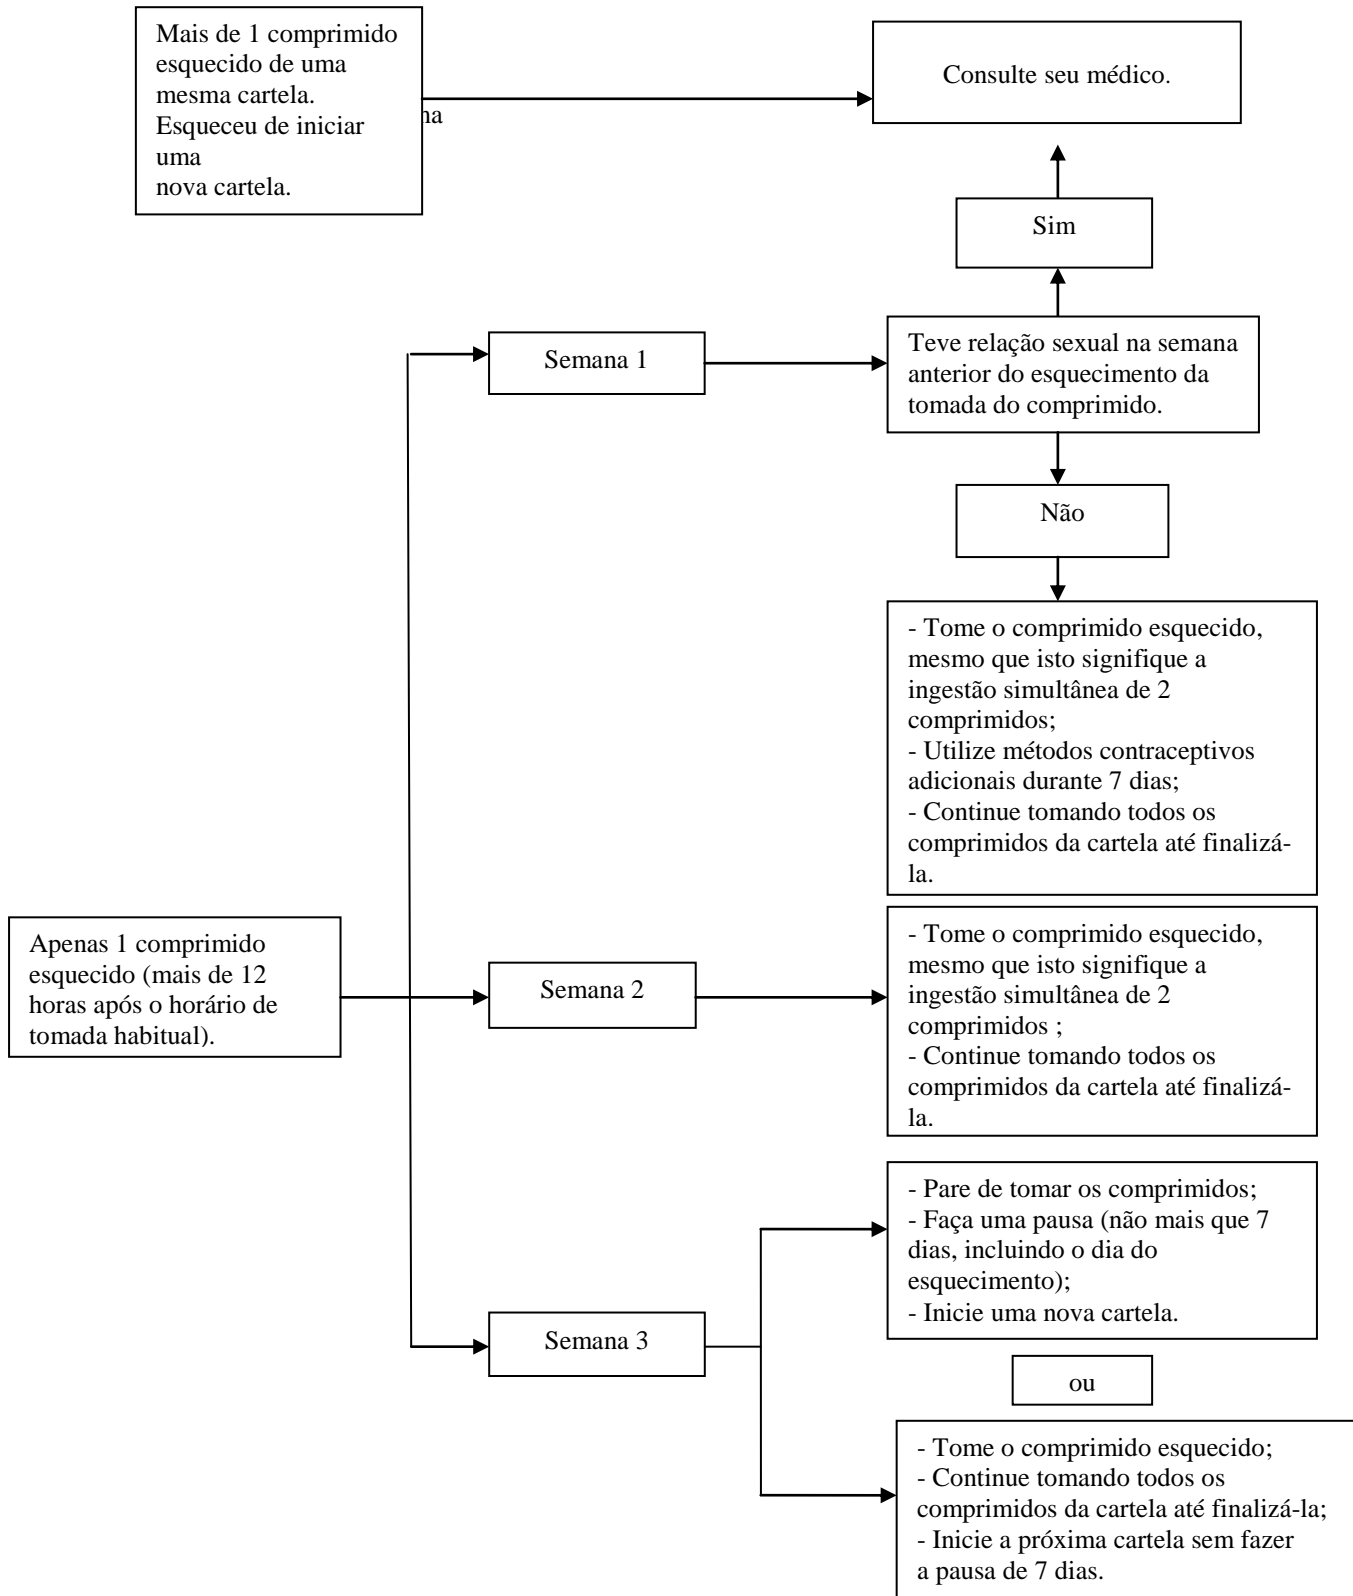 Mais de 1 comprimido
esquecido de uma
mesma cartela.
Esqueceu de iniciar
uma
nova cartela.
Consulte seu médico.
Sim
Semana 1
Teve relação sexual na semana
anterior do esquecimento da
tomada do comprimido.
Não
- Tome o comprimido esquecido,
mesmo que isto signifique a
ingestão simultânea de 2
comprimidos;
- Utilize métodos contraceptivos
adicionais durante 7 dias;
- Continue tomando todos os
comprimidos da cartela até finalizá-
la.
Apenas 1 comprimido
esquecido (mais de 12
horas após o horário de
tomada habitual).
Semana 2
- Tome o comprimido esquecido,
mesmo que isto signifique a
ingestão simultânea de 2
comprimidos ;
- Continue tomando todos os
comprimidos da cartela até finalizá-
la.
Semana 3
- Pare de tomar os comprimidos;
- Faça uma pausa (não mais que 7
dias, incluindo o dia do
esquecimento);
- Inicie uma nova cartela.
ou
- Tome o comprimido esquecido;
- Continue tomando todos os
comprimidos da cartela até finalizá-la;
- Inicie a próxima cartela sem fazer
a pausa de 7 dias.